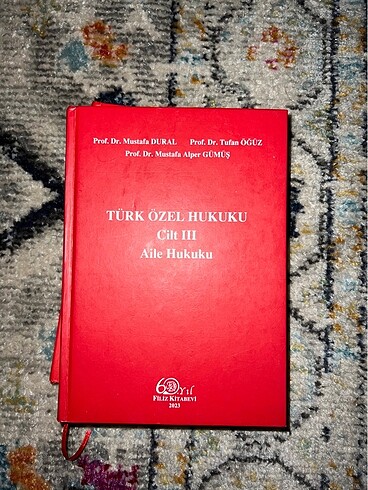 Prof. Dr. Mustafa DURAL Prof. Dr. Tufan ÖĞÜZ
Prof. Dr. Mustafa Alper GÜMÜŞ
TÜRK ÖZEL HUKUKU
Cilt III
Aile Hukuku
60 Yıl
FİLİZ KİTABEVİ
2023